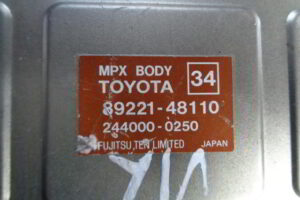 MPX BODY
TOYOTA 34
89221-48110
244000-0250
FUJITSU TEN LIMITED JAPAN